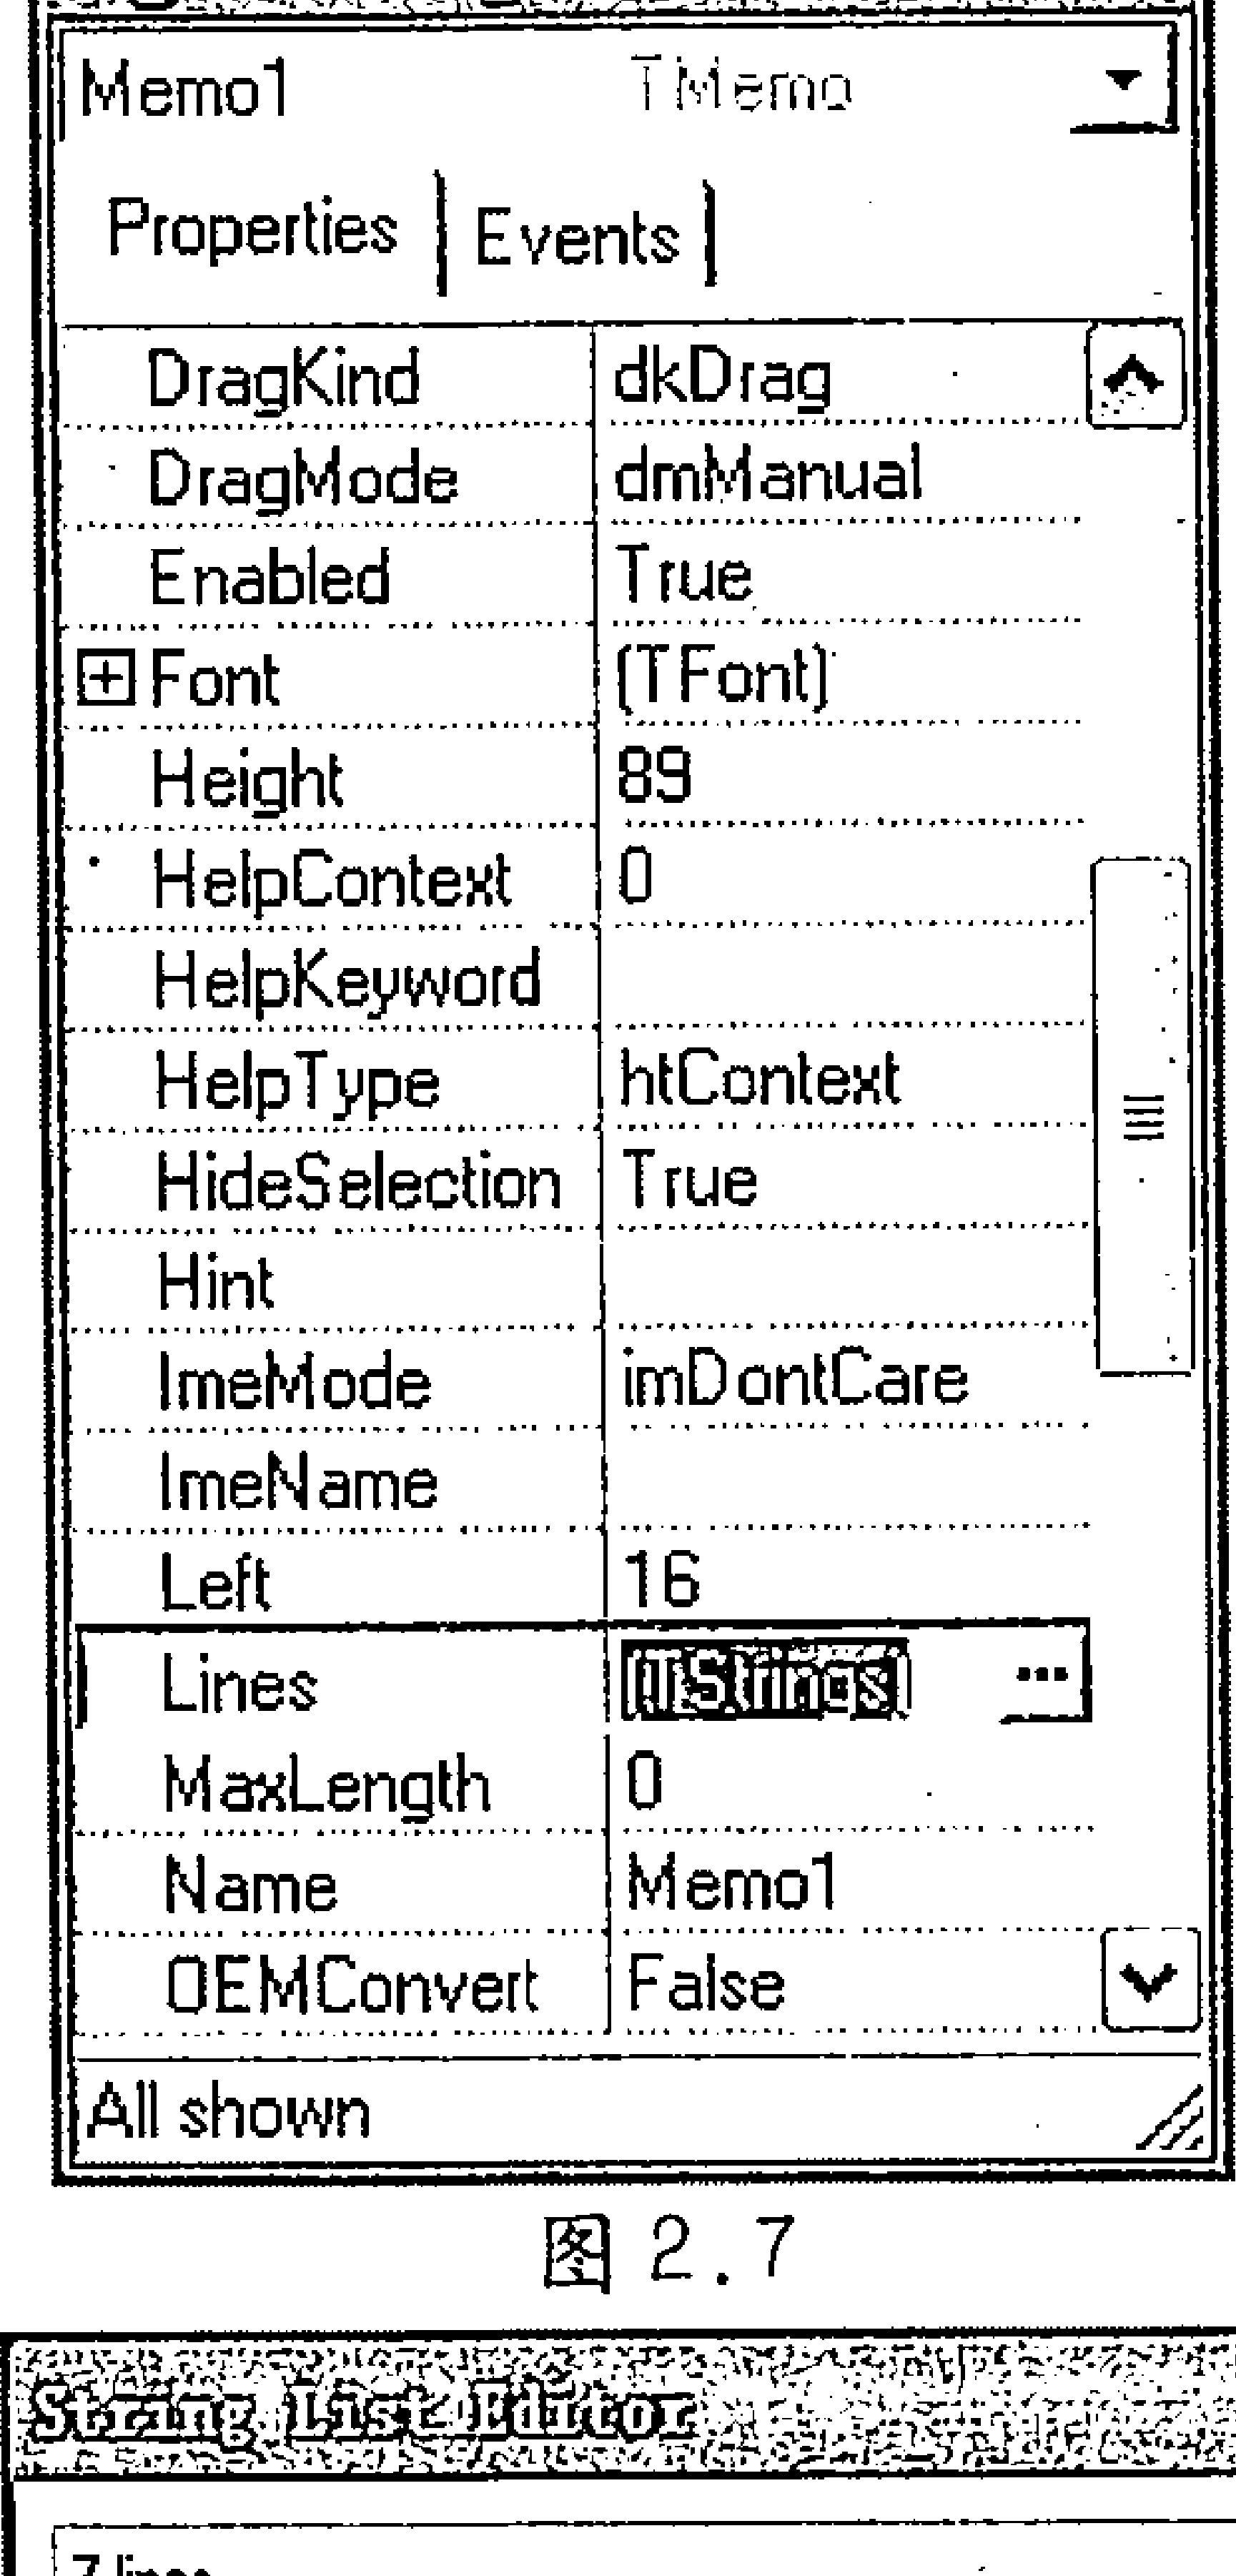 Memo1 TMemo
Properties Events
DragKind dkDrag
DragMode dmManual
Enabled True
Font (TFont)
Height 89
HelpContext 0
HelpKeyword
HelpType htContext
HideSelection True
Hint
ImeMode imDontCare
ImeName
Left 16
Lines (TStrings) ...
MaxLength 0
Name Memo1
OEMConvert False
All shown
图 2.7
String List Editor
7 lines